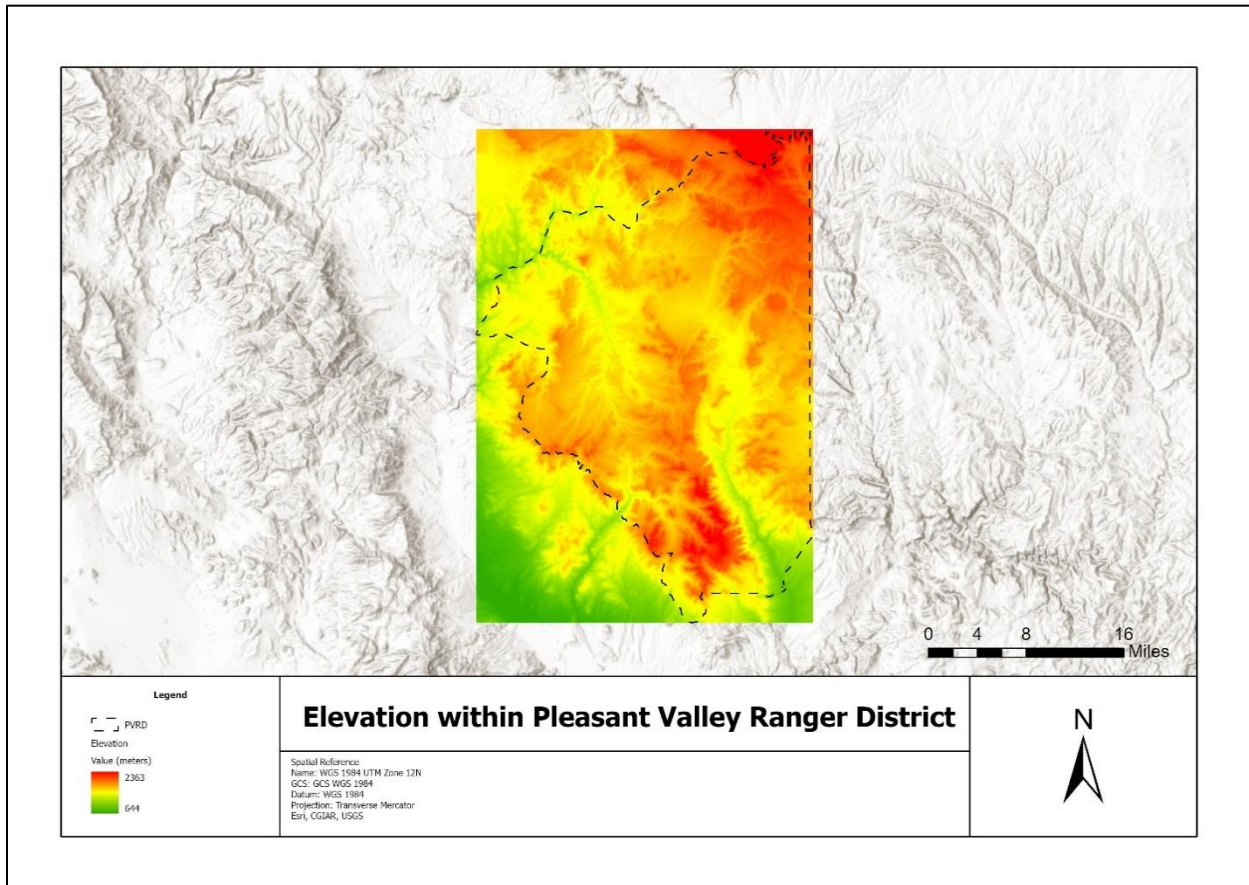 0 4 8 16
Miles
Legend
PVRD
Elevation
Value (meters)
2363
644
Elevation within Pleasant Valley Ranger District
Spatial Reference
Name: WGS 1984 UTM Zone 12N
GCS: GCS WGS 1984
Datum: WGS 1984
Projection: Transverse Mercator
Esri, CGIAR, USGS
N